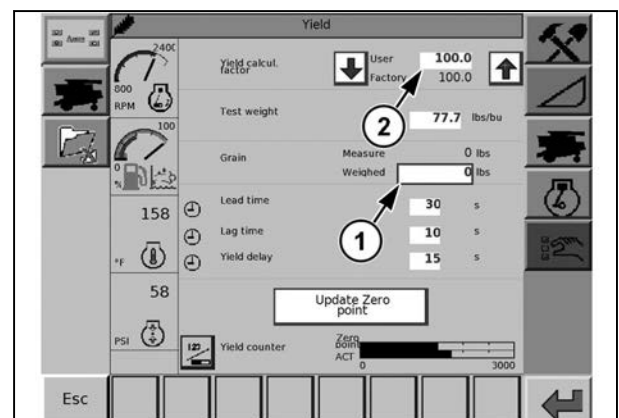 Yield
2400
800
RPM
Yield calcul. factor
User 100.0
Factory 100.0
2
100
0
%
Test weight 77.7 lbs/bu
Grain
Measure 0 lbs
Weighed 0 lbs
1
158
°F
Lead time 30 s
Lag time 10 s
Yield delay 15 s
58
PSI
Update Zero point
123
Yield counter
Zero point
ACT
0 3000
Esc